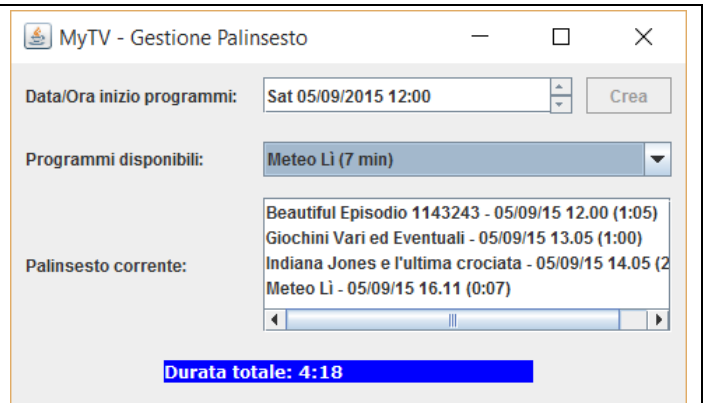 MyTV - Gestione Palinsesto
Data/Ora inizio programmi: Sat 05/09/2015 12:00 Crea
Programmi disponibili: Meteo Lì (7 min)
Palinsesto corrente:
Beautiful Episodio 1143243 - 05/09/15 12.00 (1:05)
Giochini Vari ed Eventuali - 05/09/15 13.05 (1:00)
Indiana Jones e l'ultima crociata - 05/09/15 14.05 (2
Meteo Lì - 05/09/15 16.11 (0:07)
Durata totale: 4:18